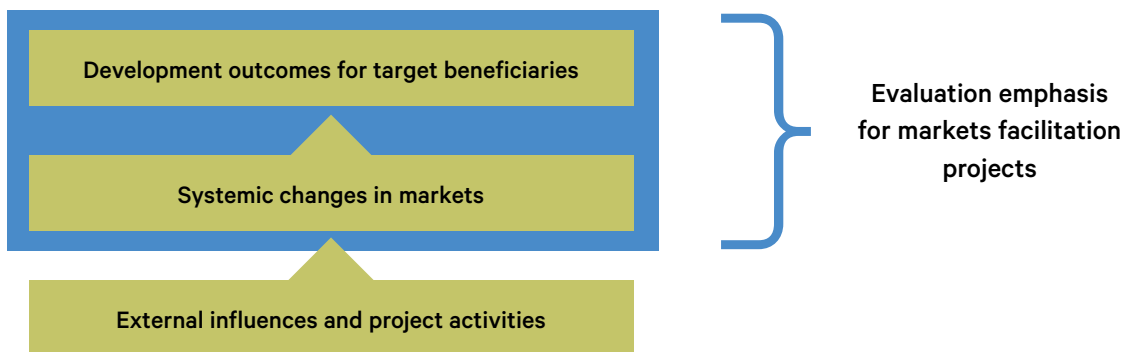 Development outcomes for target beneficiaries
Systemic changes in markets
External influences and project activities
Evaluation emphasis
for markets facilitation
projects